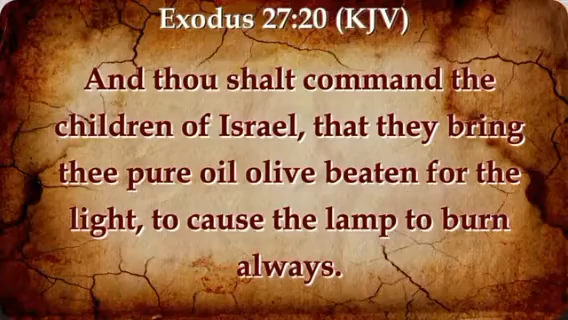 Exodus 27:20 (KJV)
And thou shalt command the
children of Israel, that they bring
thee pure oil olive beaten for the
light, to cause the lamp to burn
always.